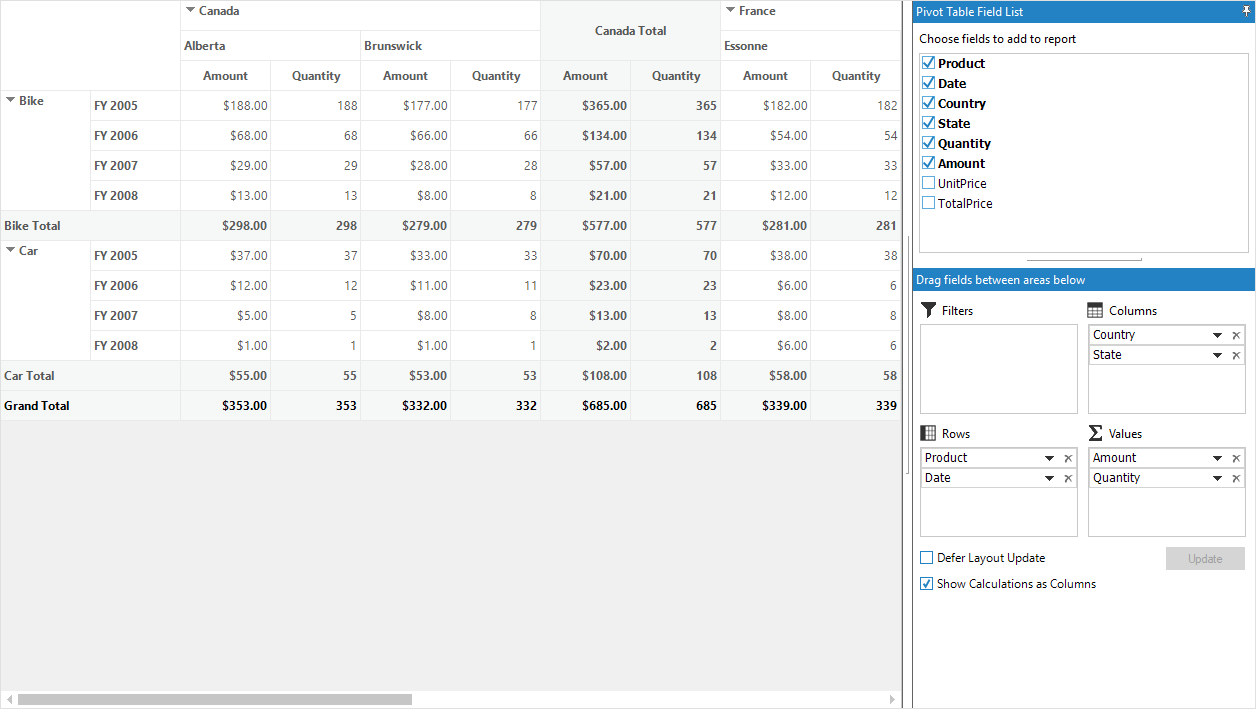 Canada Canada Total France
Alberta Brunswick Essonne
Amount Quantity Amount Quantity Amount Quantity Amount Quantity
Bike FY 2005 $188.00 188 $177.00 177 $365.00 365 $182.00 182
FY 2006 $68.00 68 $66.00 66 $134.00 134 $54.00 54
FY 2007 $29.00 29 $28.00 28 $57.00 57 $33.00 33
FY 2008 $13.00 13 $8.00 8 $21.00 21 $12.00 12
Bike Total $298.00 298 $279.00 279 $577.00 577 $281.00 281
Car FY 2005 $37.00 37 $33.00 33 $70.00 70 $38.00 38
FY 2006 $12.00 12 $11.00 11 $23.00 23 $6.00 6
FY 2007 $5.00 5 $8.00 8 $13.00 13 $8.00 8
FY 2008 $1.00 1 $1.00 1 $2.00 2 $6.00 6
Car Total $55.00 55 $53.00 53 $108.00 108 $58.00 58
Grand Total $353.00 353 $332.00 332 $685.00 685 $339.00 339
Pivot Table Field List
Choose fields to add to report
Product
Date
Country
State
Quantity
Amount
UnitPrice
TotalPrice
Drag fields between areas below
Filters
Columns
Country
State
Rows
Product
Date
Values
Amount
Quantity
Defer Layout Update
Update
Show Calculations as Columns